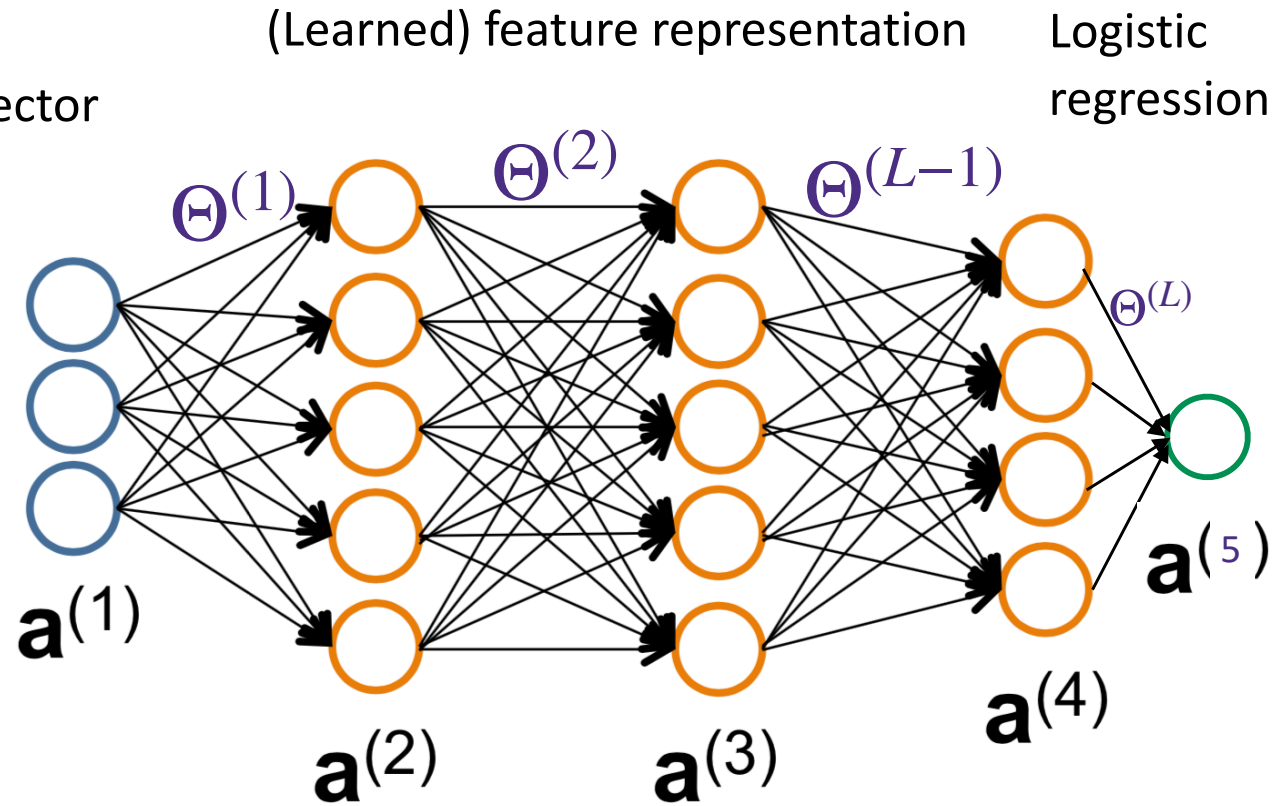 (Learned) feature representation
Logistic
regression
ector
Θ(1)
Θ(2)
Θ(L−1)
Θ(L)
a(1)
a(2)
a(3)
a(4)
a(5)